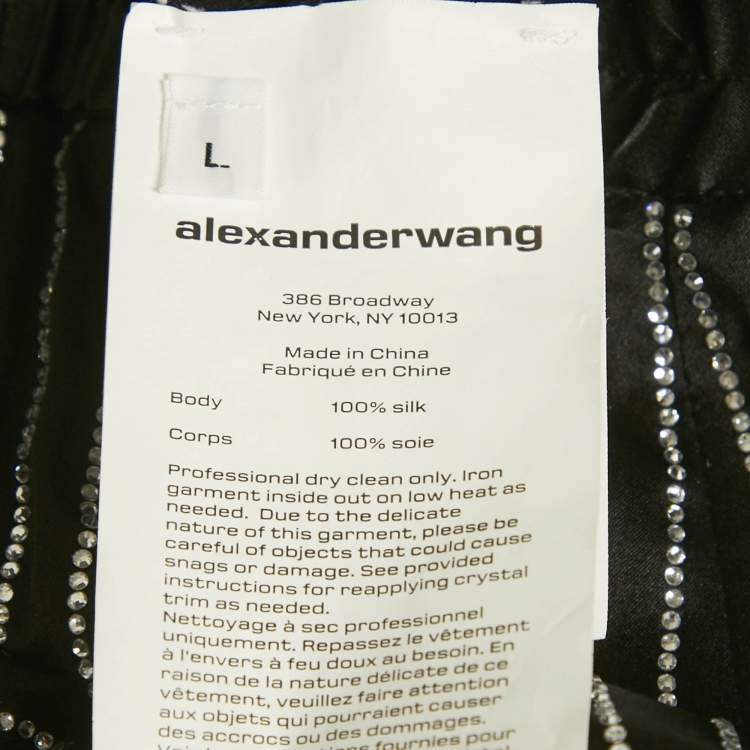 L
alexanderwang
386 Broadway
New York, NY 10013
Made in China
Fabriqué en Chine
Body 100% silk
Corps 100% soie
Professional dry clean only. Iron
garment inside out on low heat as
needed. Due to the delicate
nature of this garment, please be
careful of objects that could cause
snags or damage. See provided
instructions for reapplying crystal
trim as needed.
Nettoyage à sec professionnel
uniquement. Repassez le vêtement
à l'envers à feu doux au besoin. En
raison de la nature délicate de ce
vêtement, veuillez faire attention
aux objets qui pourraient causer
des accrocs ou des dommages.
fournies pour